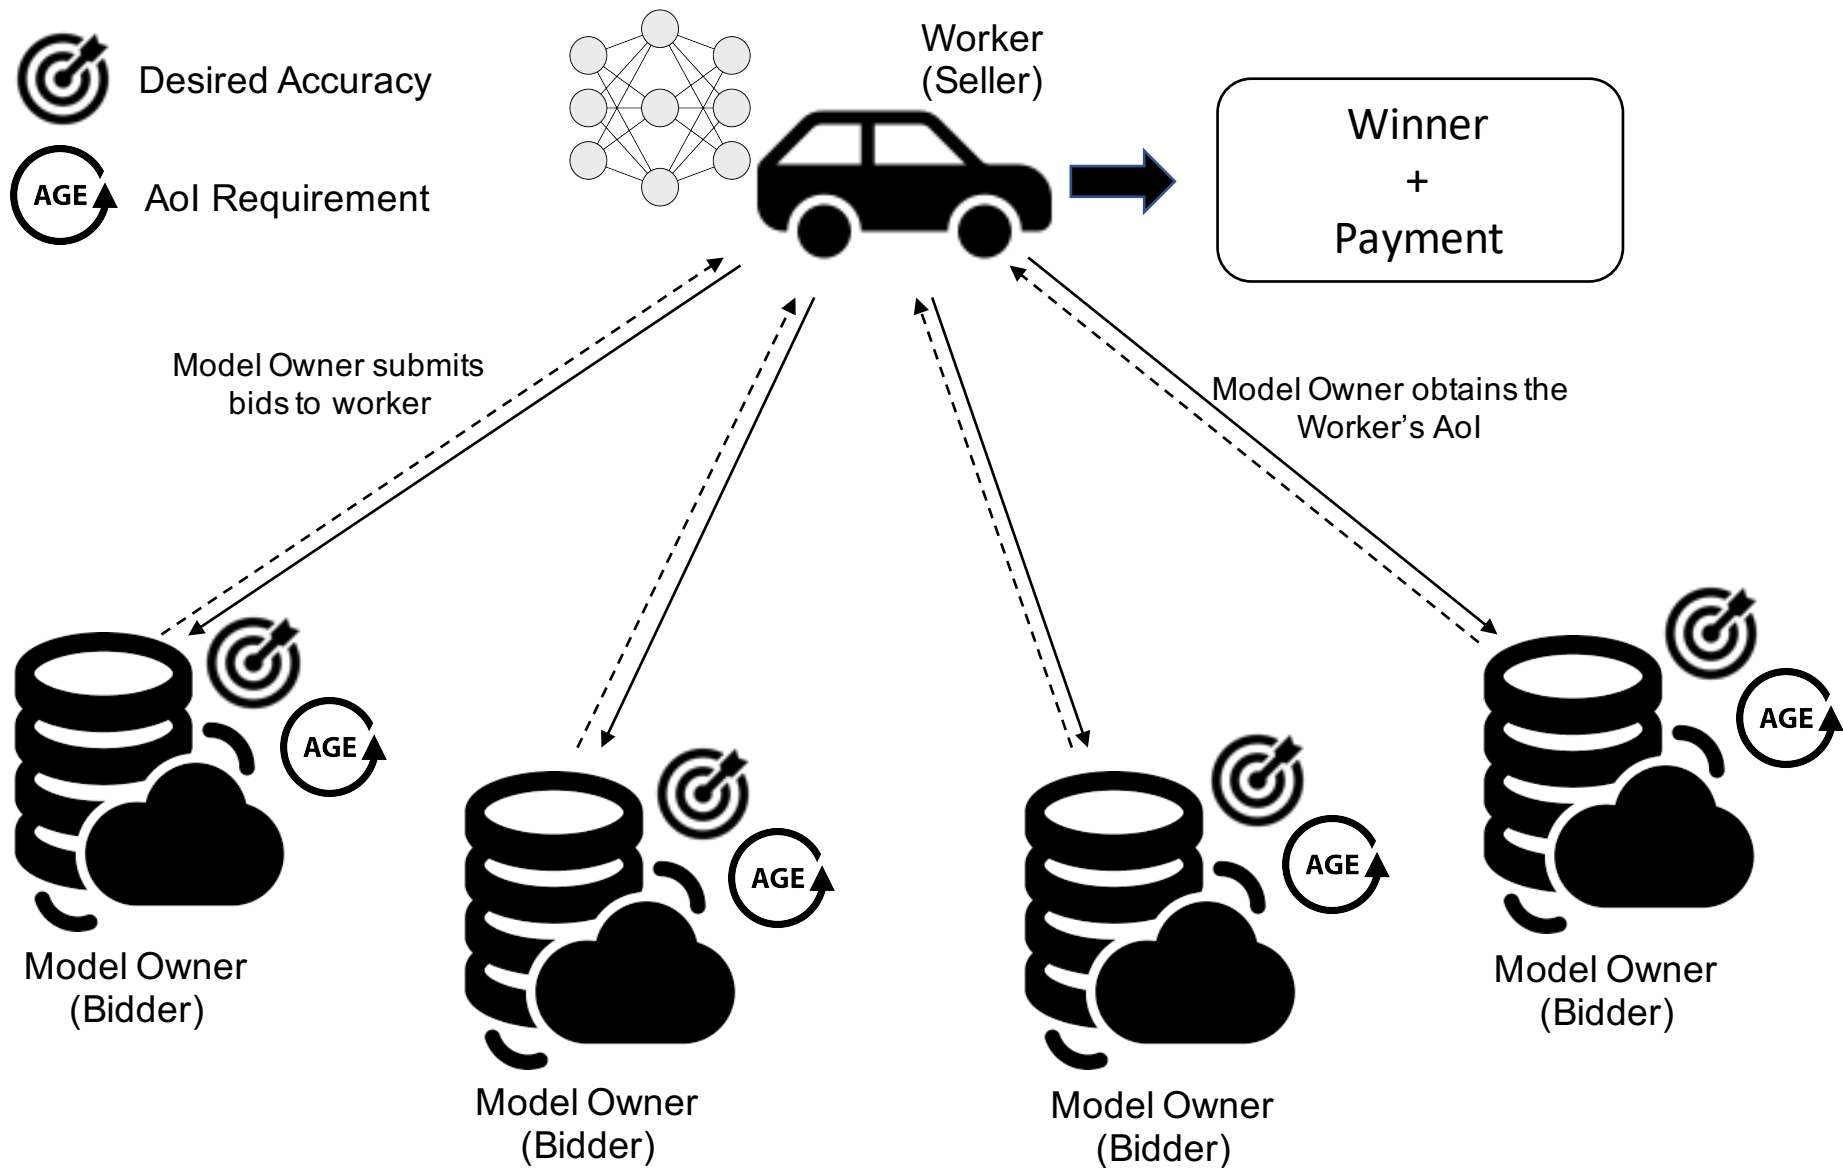 Desired Accuracy
AGE
AoI Requirement
Worker
(Seller)
Winner
+
Payment
Model Owner submits
bids to worker
Model Owner obtains the
Worker's AoI
AGE
AGE
AGE
AGE
Model Owner
(Bidder)
Model Owner
(Bidder)
Model Owner
(Bidder)
Model Owner
(Bidder)